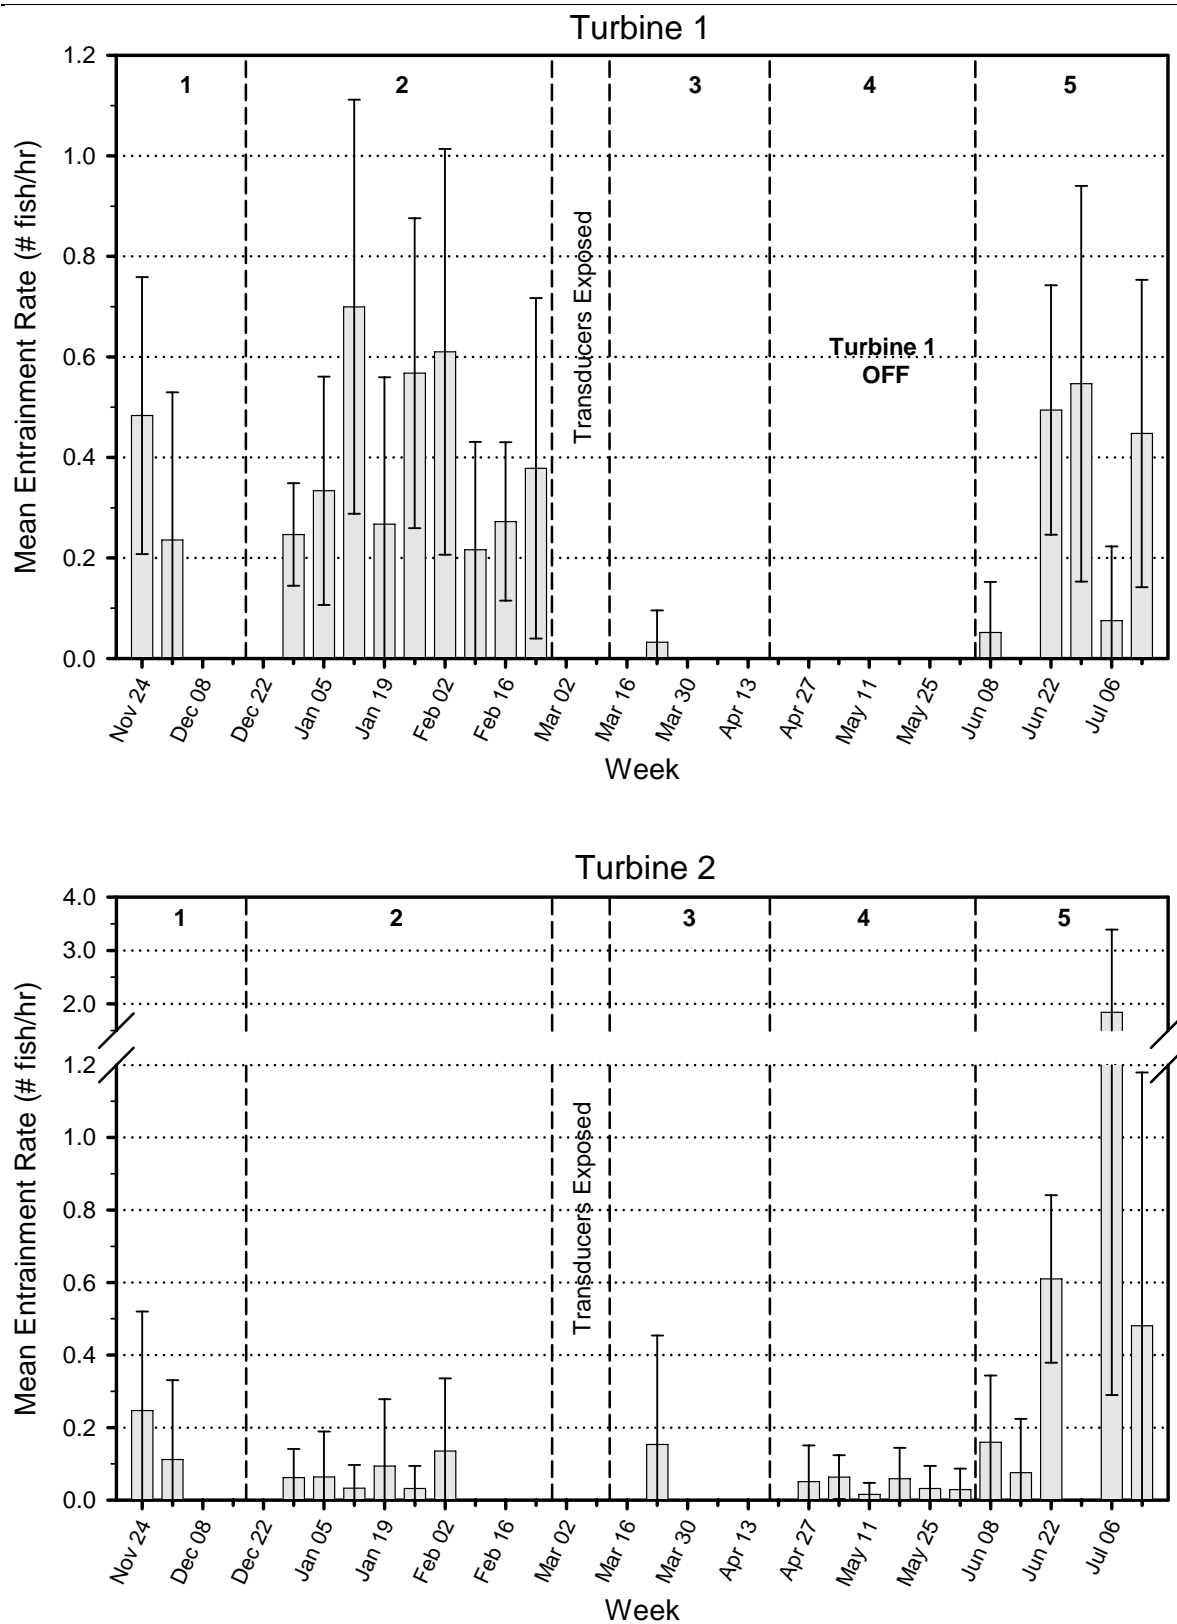 Turbine 1
Mean Entrainment Rate (# fish/hr)
1.2
1.0
0.8
0.6
0.4
0.2
0.0
1
2
3
4
5
Transducers Exposed
Turbine 1
OFF
Nov 24
Dec 08
Dec 22
Jan 05
Jan 19
Feb 02
Feb 16
Mar 02
Mar 16
Mar 30
Apr 13
Apr 27
May 11
May 25
Jun 08
Jun 22
Jul 06
Week
Turbine 2
Mean Entrainment Rate (# fish/hr)
4.0
3.0
2.0
1.2
1.0
0.8
0.6
0.4
0.2
0.0
1
2
3
4
5
Transducers Exposed
Nov 24
Dec 08
Dec 22
Jan 05
Jan 19
Feb 02
Feb 16
Mar 02
Mar 16
Mar 30
Apr 13
Apr 27
May 11
May 25
Jun 08
Jun 22
Jul 06
Week